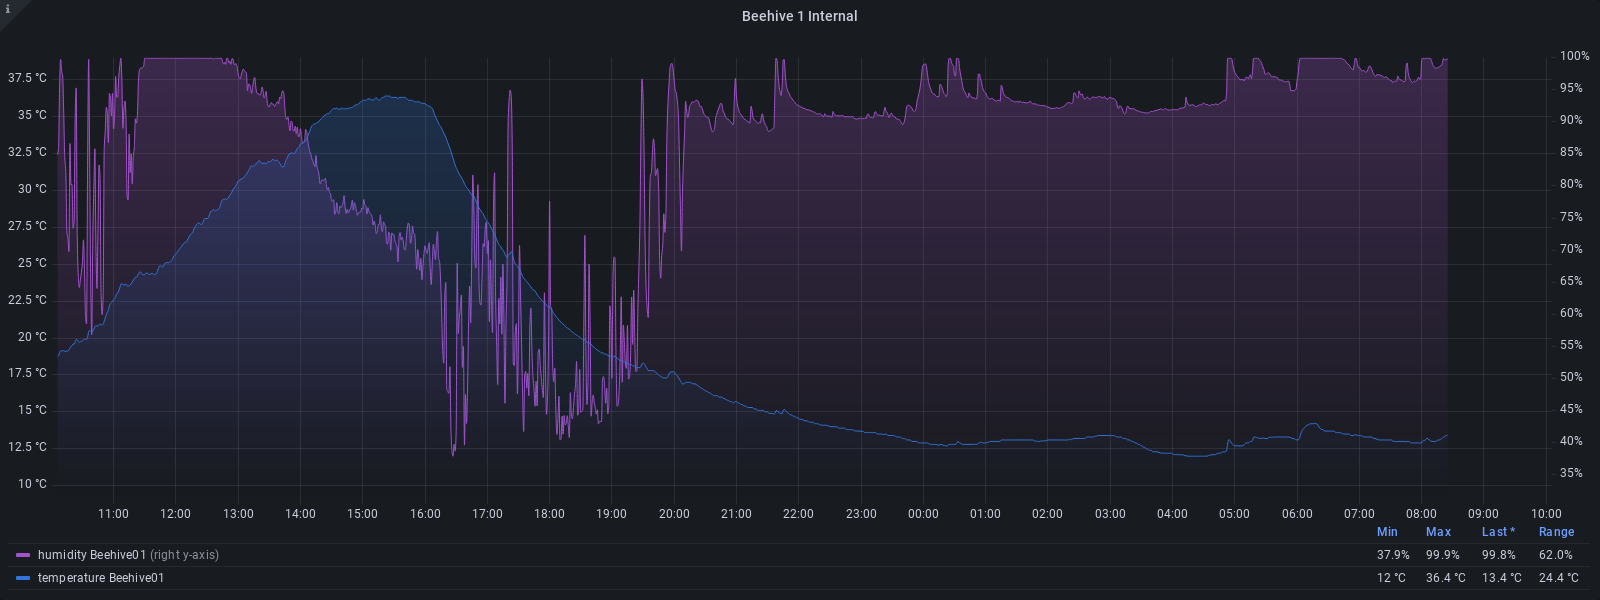 i
Beehive 1 Internal
37.5 °C
35 °C
32.5 °C
30 °C
27.5 °C
25 °C
22.5 °C
20 °C
17.5 °C
15 °C
12.5 °C
10 °C
100%
95%
90%
85%
80%
75%
70%
65%
60%
55%
50%
45%
40%
35%
11:00 12:00 13:00 14:00 15:00 16:00 17:00 18:00 19:00 20:00 21:00 22:00 23:00 00:00 01:00 02:00 03:00 04:00 05:00 06:00 07:00 08:00 09:00 10:00
Min Max Last * Range
humidity Beehive01 (right y-axis) 37.9% 99.9% 99.8% 62.0%
temperature Beehive01 12 °C 36.4 °C 13.4 °C 24.4 °C